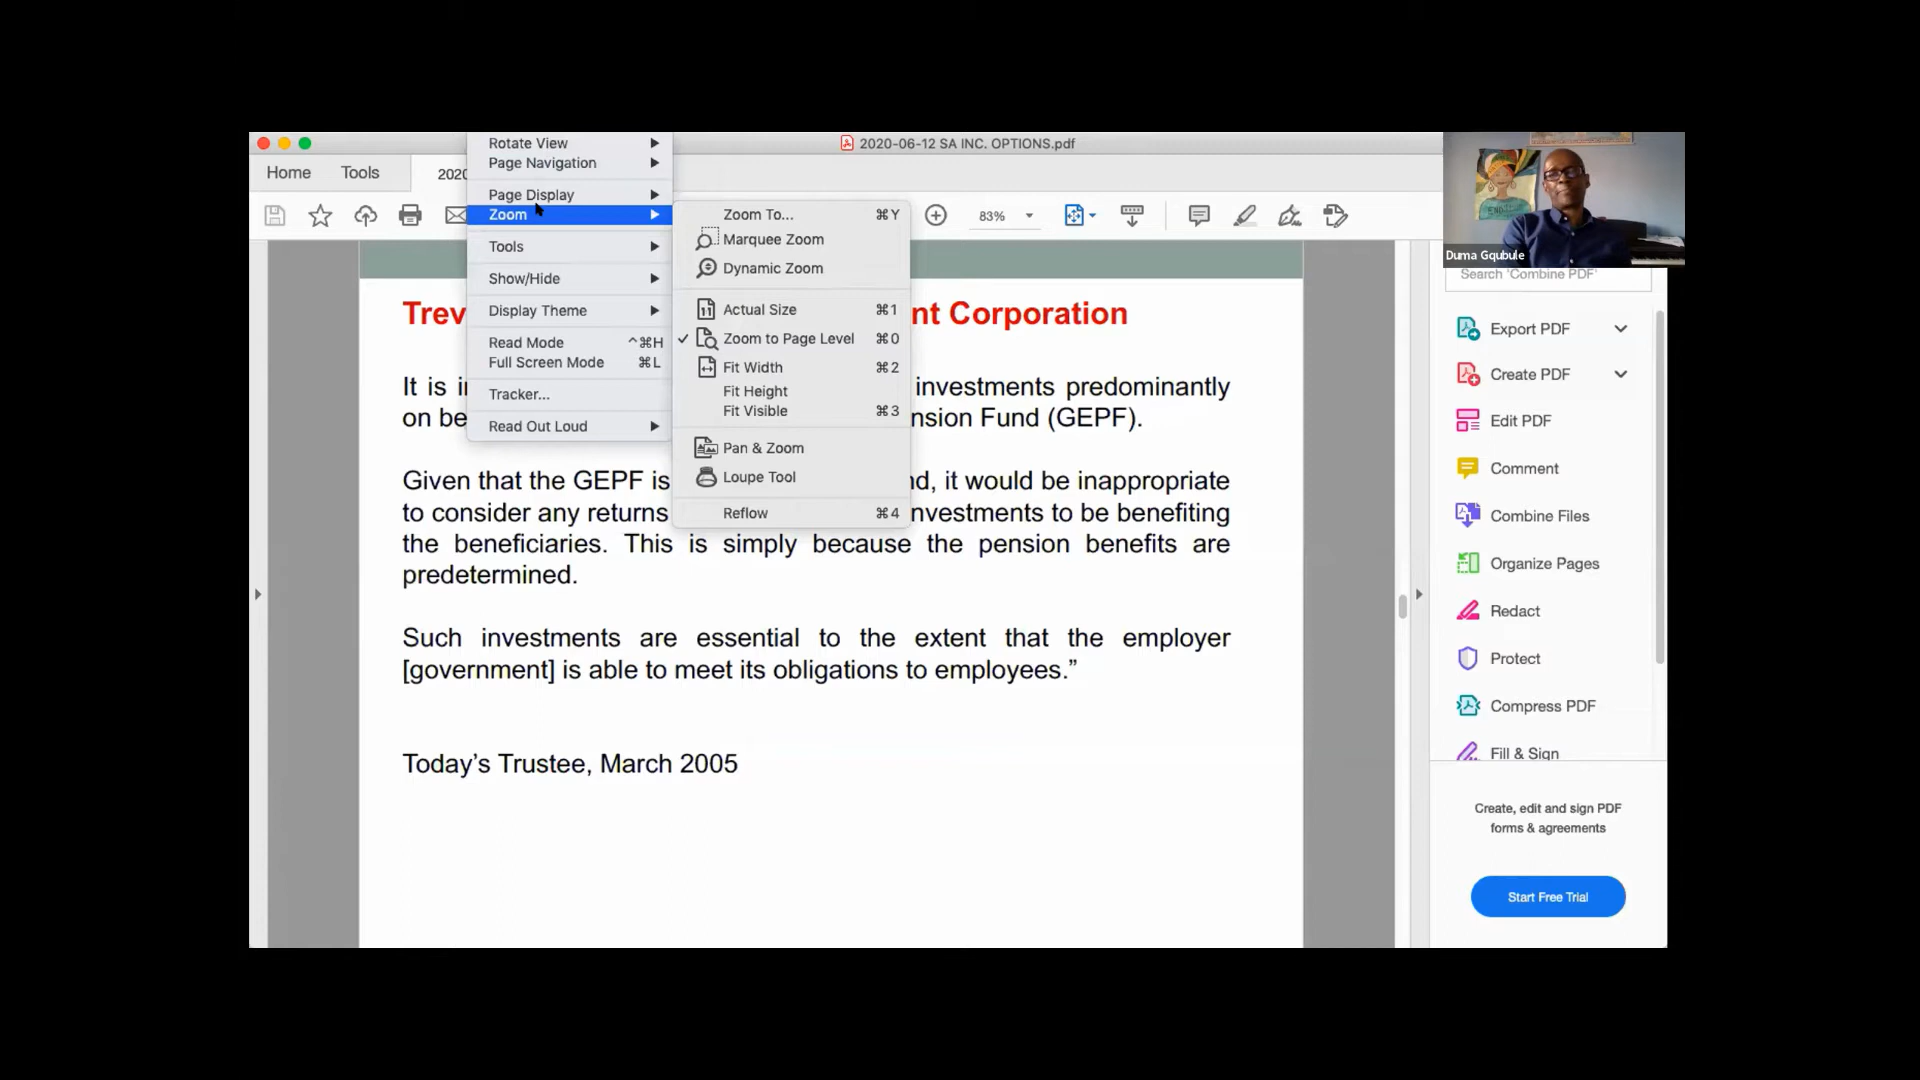 Rotate View
2020-06-12 SA INC. OPTIONS.pdf
Page Navigation
Home Tools 2020
Page Display
Zoom
Tools
Show/Hide
Display Theme
Read Mode ^⌘H
Full Screen Mode ⌘L
Tracker...
Read Out Loud
Zoom To... ⌘Y
Marquee Zoom
Dynamic Zoom
Actual Size ⌘1
Zoom to Page Level ⌘0
Fit Width ⌘2
Fit Height
Fit Visible ⌘3
Pan & Zoom
Loupe Tool
Reflow ⌘4
83%
Duma Gqubule
Search 'Combine PDF'
Export PDF
Create PDF
Edit PDF
Comment
Combine Files
Organize Pages
Redact
Protect
Compress PDF
Fill & Sign
Create, edit and sign PDF
forms & agreements
Start Free Trial
Trev nt Corporation
It is i investments predominantly
on be nsion Fund (GEPF).
Given that the GEPF is nd, it would be inappropriate
to consider any returns nvestments to be benefiting
the beneficiaries. This is simply because the pension benefits are
predetermined.
Such investments are essential to the extent that the employer
[government] is able to meet its obligations to employees.”
Today’s Trustee, March 2005